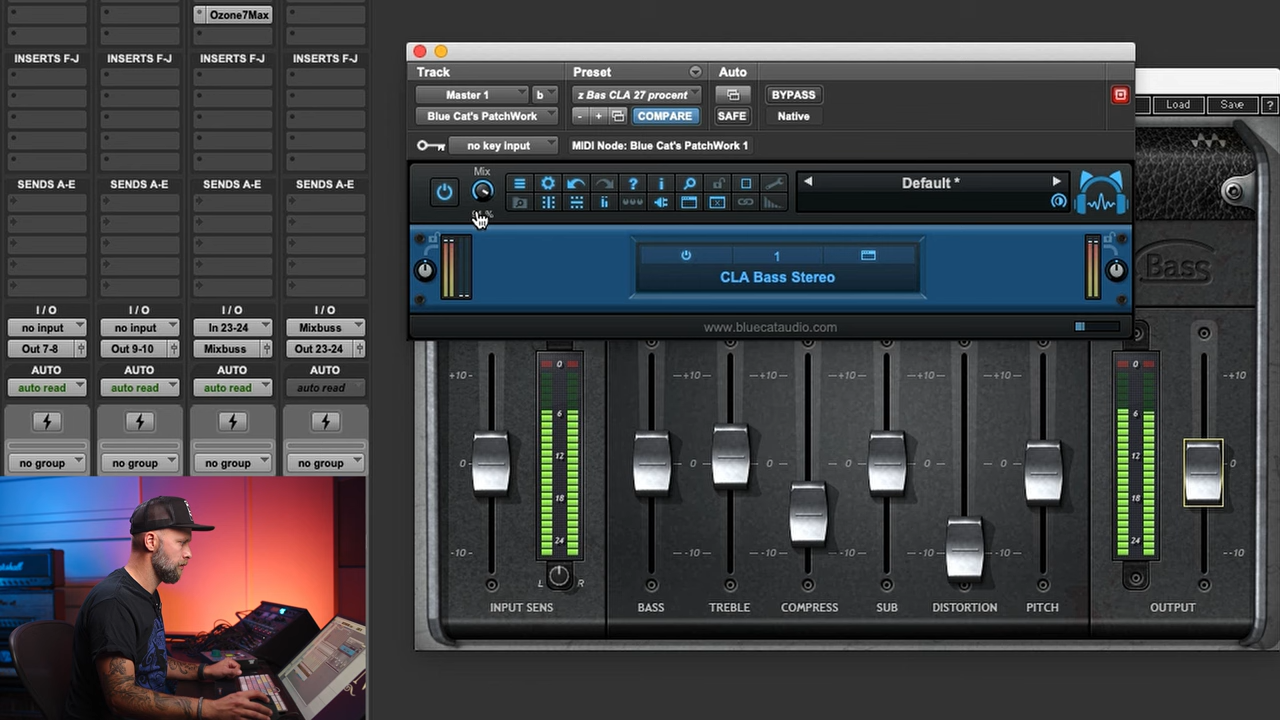 Ozone7Max
INSERTS F-J INSERTS F-J INSERTS F-J INSERTS F-J
SENDS A-E SENDS A-E SENDS A-E SENDS A-E
I / O I / O I / O I / O
no input no input In 23-24 Mixbuss
Out 7-8 Out 9-10 Mixbuss Out 23-24
AUTO AUTO AUTO AUTO
auto read auto read auto read auto read
no group no group no group no group
Track Preset Auto
Master 1 b z Bas CLA 27 procent BYPASS
Blue Cat's PatchWork - + COMPARE SAFE Native
no key input MIDI Node: Blue Cat's PatchWork 1
Load Save ?
Mix
Default *
1
CLA Bass Stereo
www.bluecataudio.com
Bass
+10 0 +10 +10 +10 +10 +10 0 +10
6 6
12 12
0 0 0 0 0 0 0
18 18
-10 -10 -10 -10 -10 -10 -10
24 24
L R
INPUT SENS BASS TREBLE COMPRESS SUB DISTORTION PITCH OUTPUT